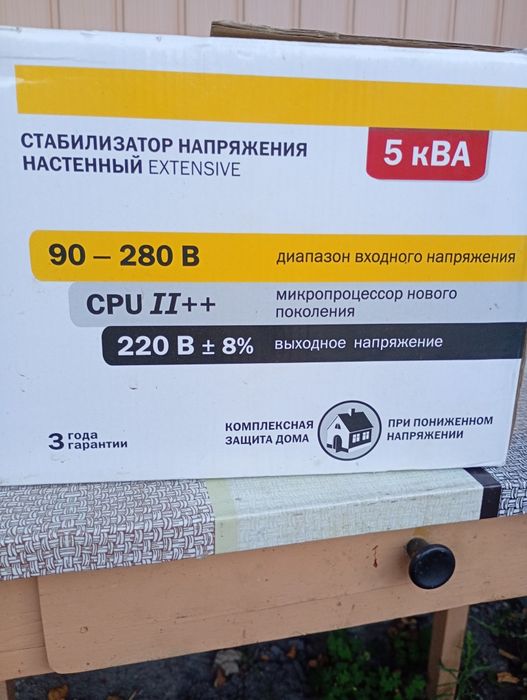 СТАБИЛИЗАТОР НАПРЯЖЕНИЯ
НАСТЕННЫЙ EXTENSIVE
5 кВА
90 – 280 В
диапазон входного напряжения
CPU II++
микропроцессор нового
поколения
220 В ± 8%
выходное напряжение
3 года
гарантии
КОМПЛЕКСНАЯ
ЗАЩИТА ДОМА
ПРИ ПОНИЖЕННОМ
НАПРЯЖЕНИИ